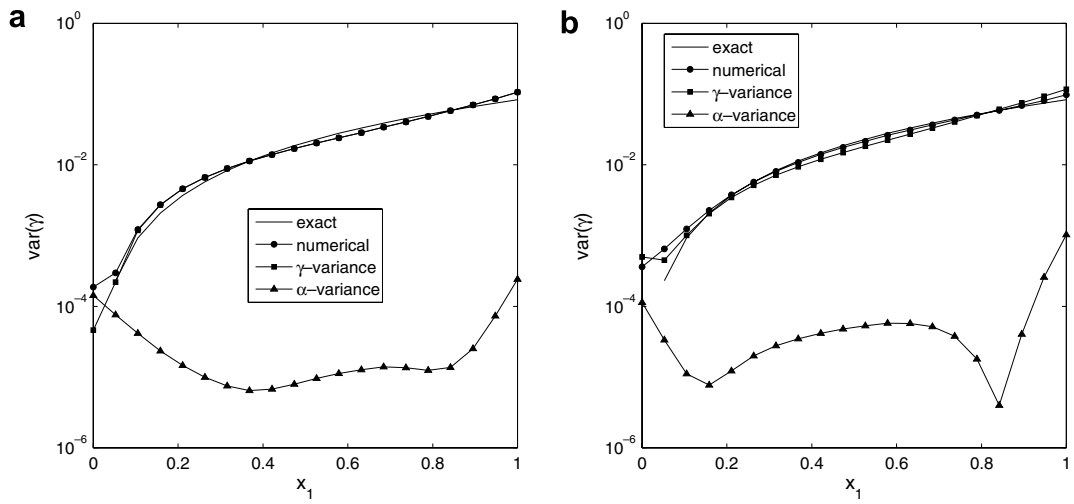 a
10^0
10^−2
10^−4
10^−6
var(γ)
exact
numerical
γ−variance
α−variance
0
0.2
0.4
0.6
0.8
1
x_1
b
10^0
10^−2
10^−4
10^−6
var(γ)
exact
numerical
γ−variance
α−variance
0
0.2
0.4
0.6
0.8
1
x_1